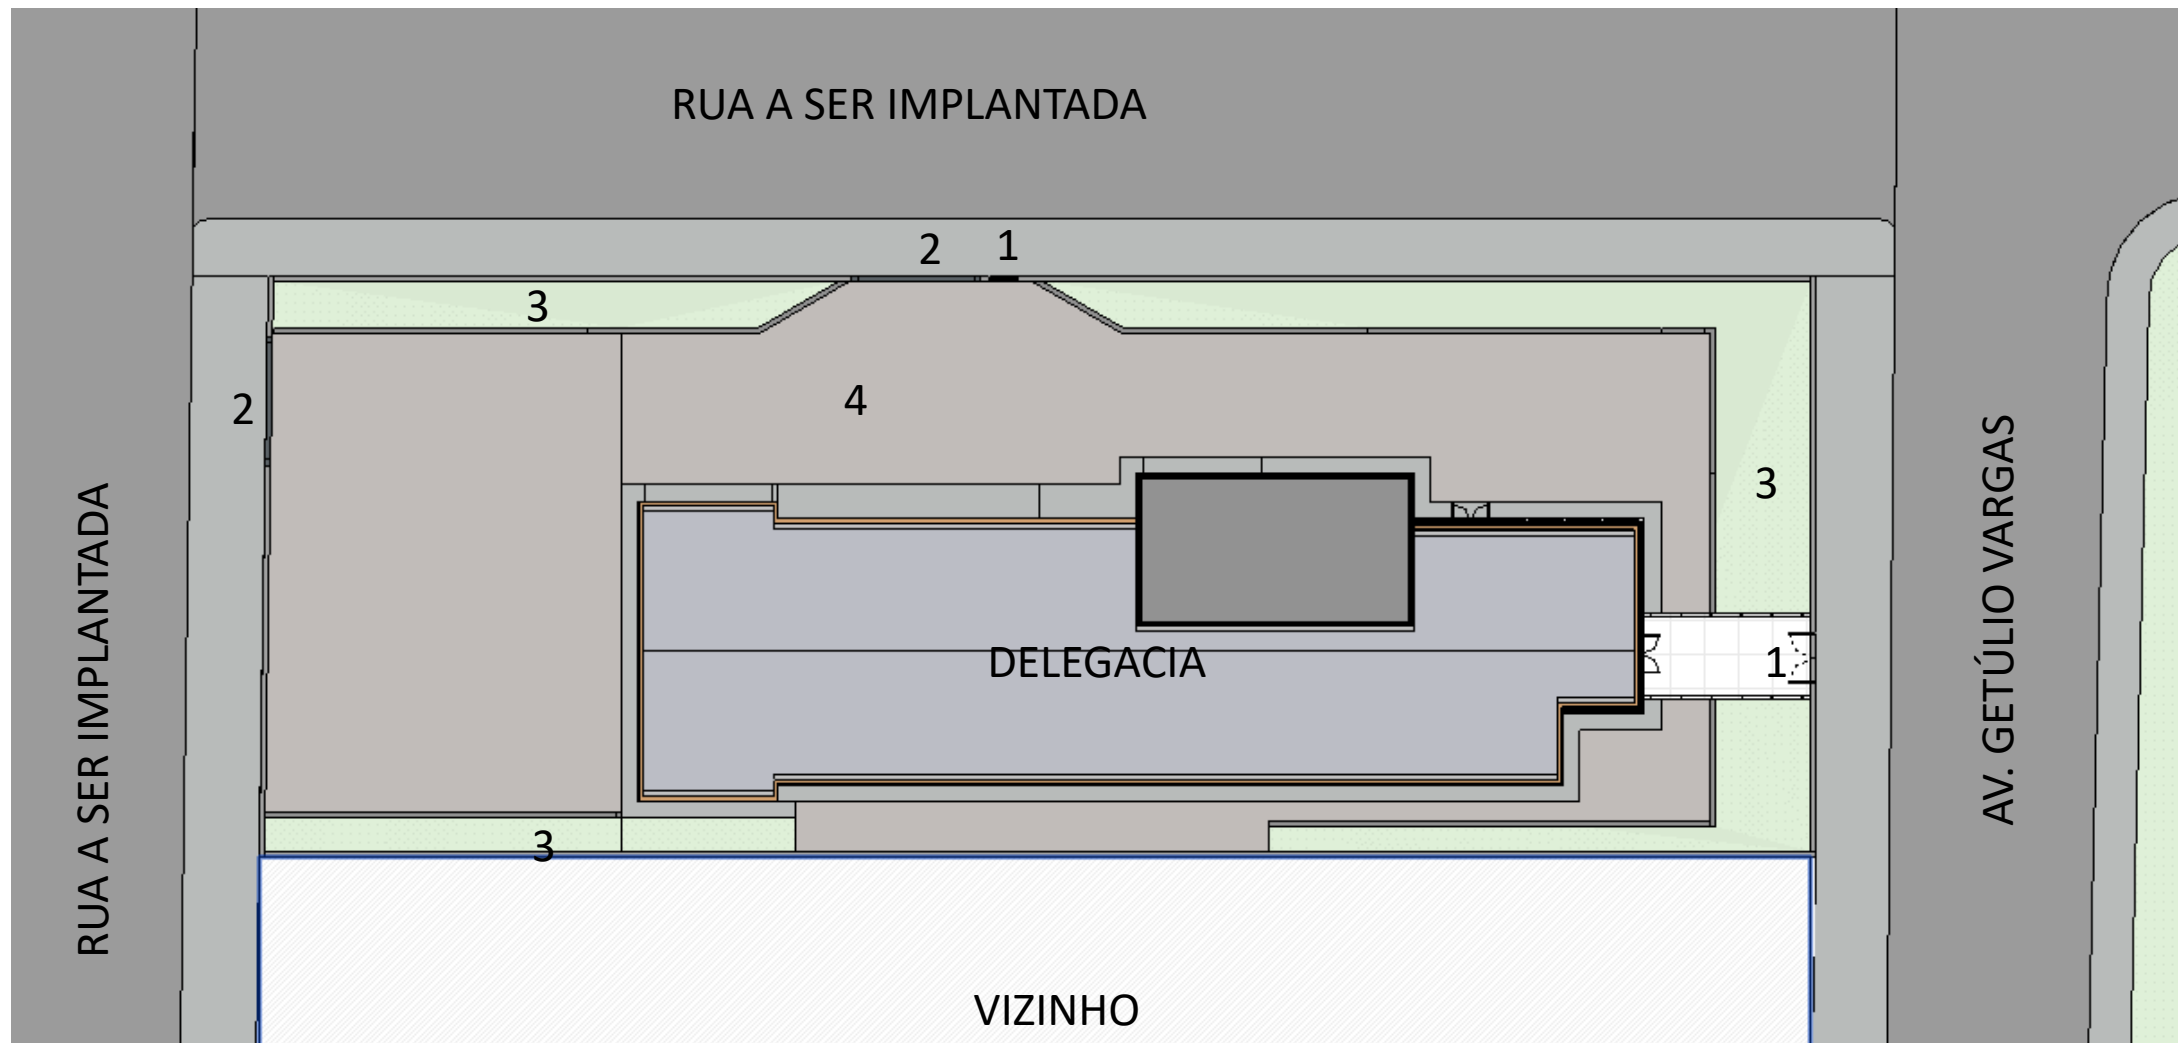 RUA A SER IMPLANTADA
2
1
3
2
4
3
RUA A SER IMPLANTADA
AV. GETÚLIO VARGAS
DELEGACIA
1
3
VIZINHO